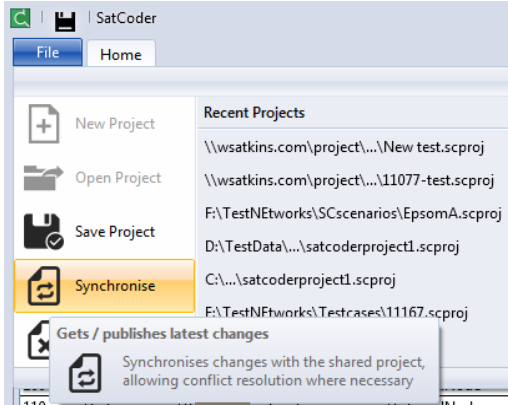 SatCoder
File
Home
New Project
Open Project
Save Project
Synchronise
Recent Projects
\\wsatkins.com\project\...\New test.scproj
\\wsatkins.com\project\...\11077-test.scproj
F:\TestNEtworks\SCscenarios\EpsomA.scproj
D:\TestData\...\satcoderproject1.scproj
C:\...\satcoderproject1.scproj
F:\TestNEtworks\Testcases\11167.scproj
Gets / publishes latest changes
Synchronises changes with the shared project,
allowing conflict resolution where necessary